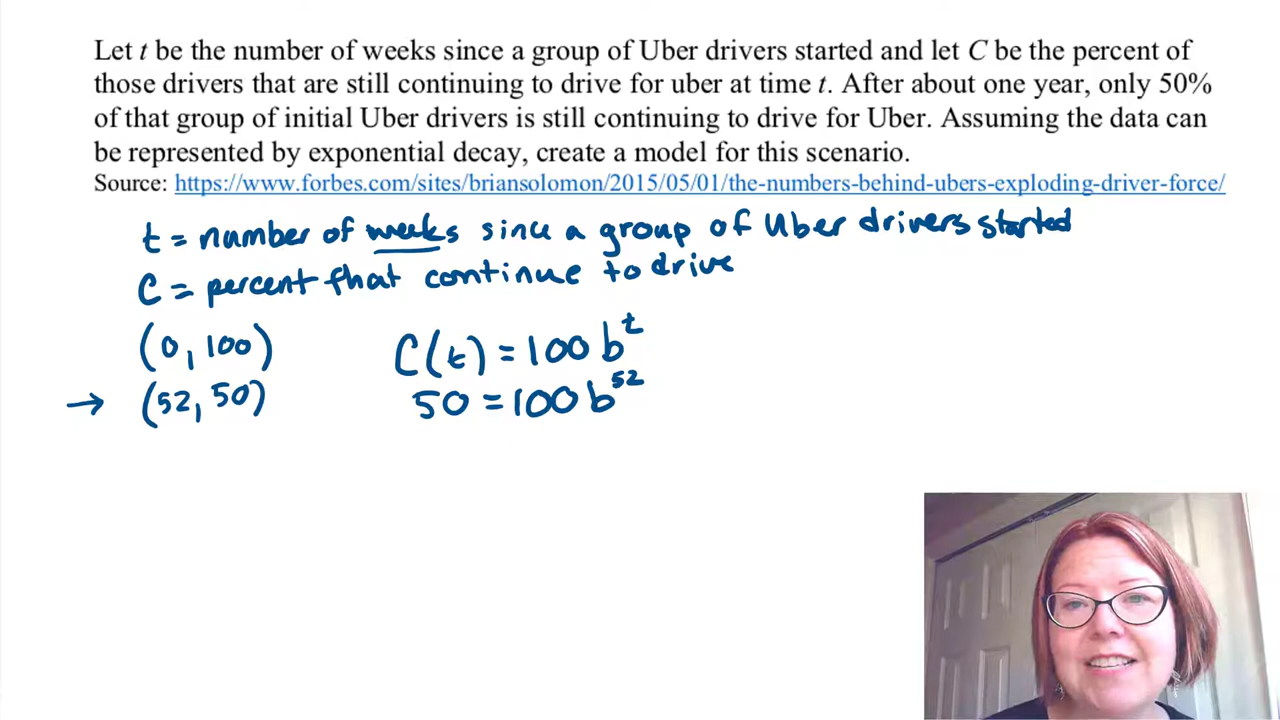 Let t be the number of weeks since a group of Uber drivers started and let C be the percent of
those drivers that are still continuing to drive for uber at time t. After about one year, only 50%
of that group of initial Uber drivers is still continuing to drive for Uber. Assuming the data can
be represented by exponential decay, create a model for this scenario.
Source: https://www.forbes.com/sites/briansolomon/2015/05/01/the-numbers-behind-ubers-exploding-driver-force/
t = number of weeks since a group of Uber drivers started
C = percent that continue to drive
(0, 100) C(t) = 100 b^t
→ (52, 50) 50 = 100 b^52